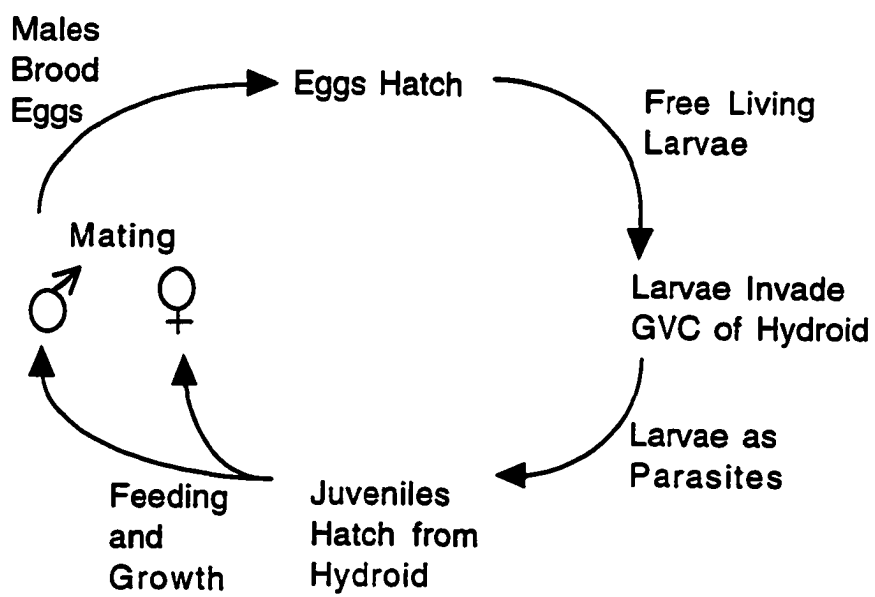 Males
Brood
Eggs
Eggs Hatch
Free Living
Larvae
Mating
Larvae Invade
GVC of Hydroid
Larvae as
Parasites
Feeding
and
Growth
Juveniles
Hatch from
Hydroid